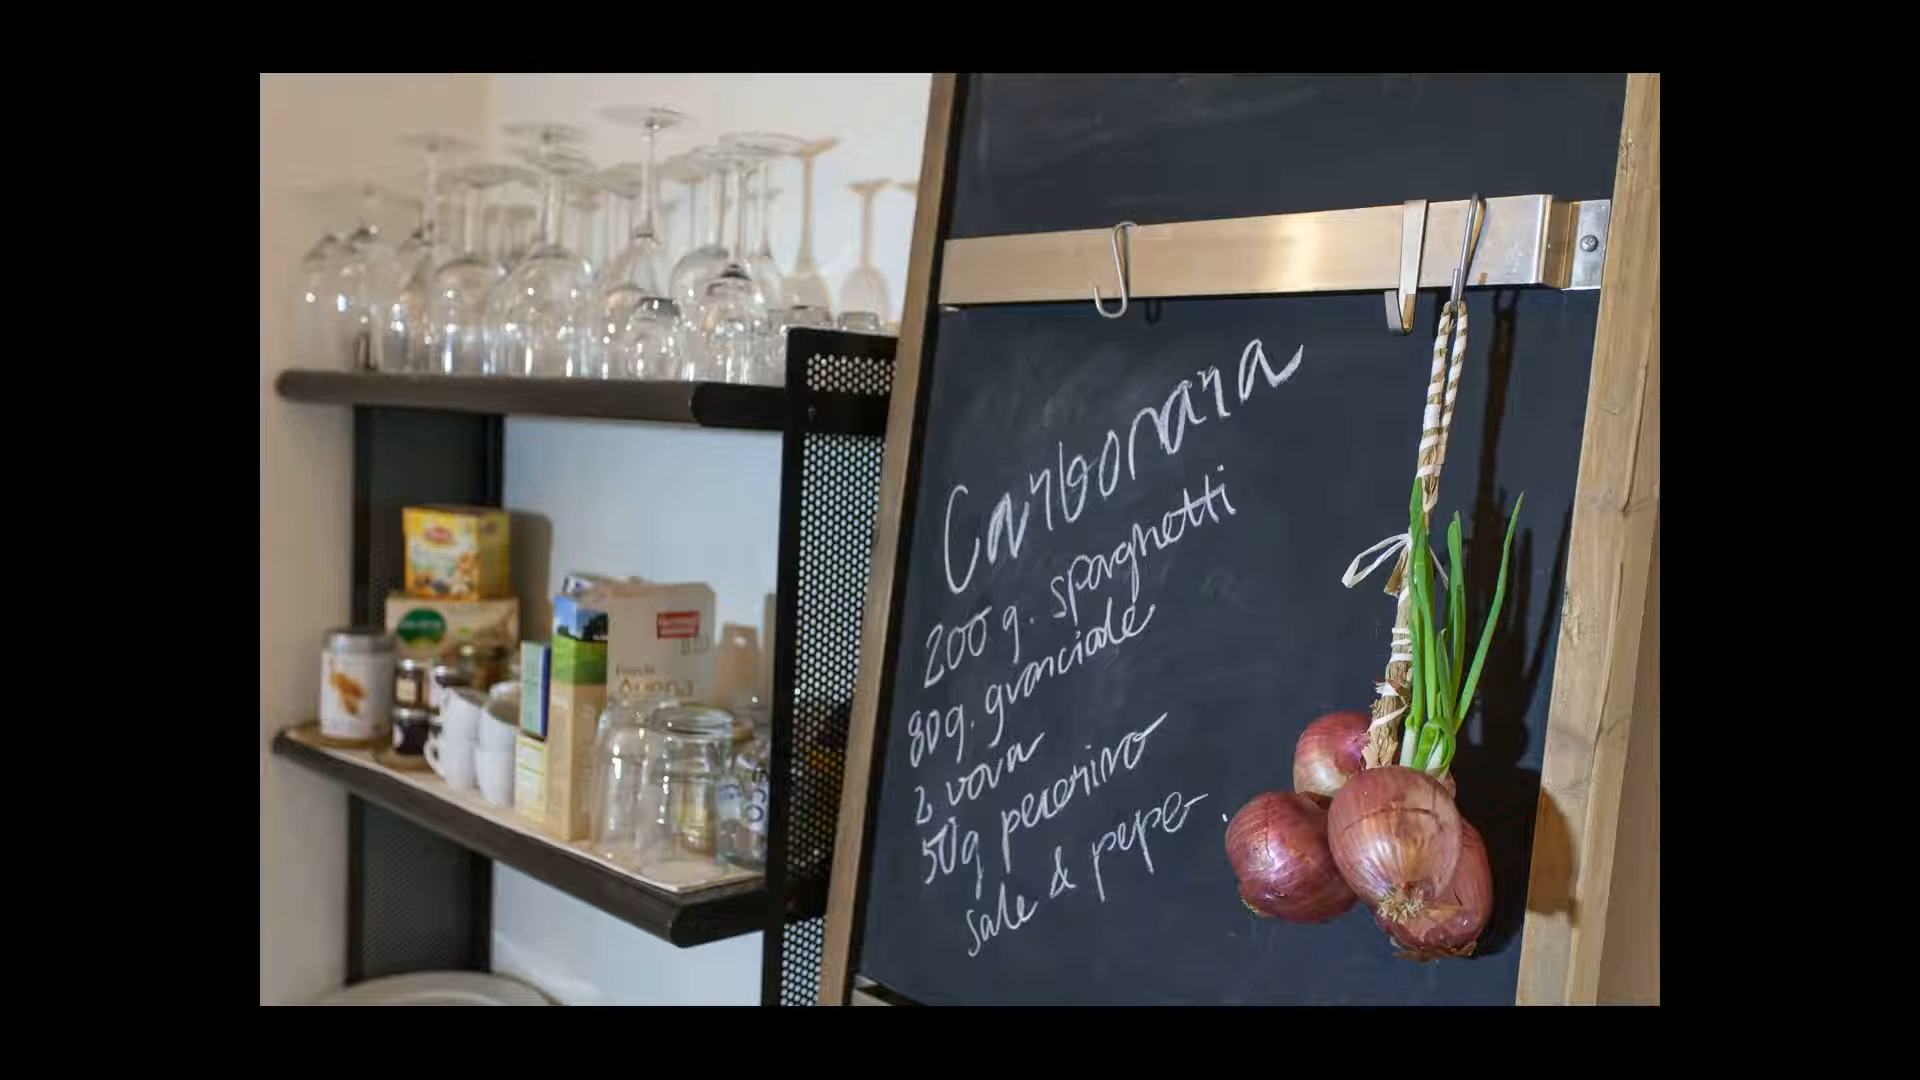 Carbonara
200 g. spaghetti
80g. guanciale
2 uova
50g pecorino
sale & pepe